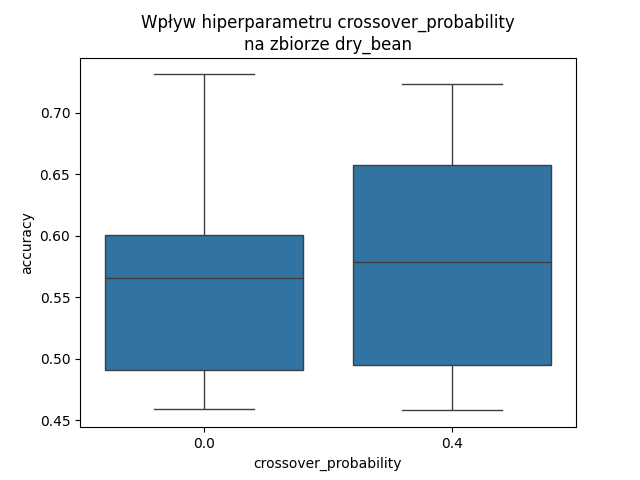 Wpływ hiperparametru crossover_probability
na zbiorze dry_bean
accuracy
0.70
0.65
0.60
0.55
0.50
0.45
0.0 0.4
crossover_probability